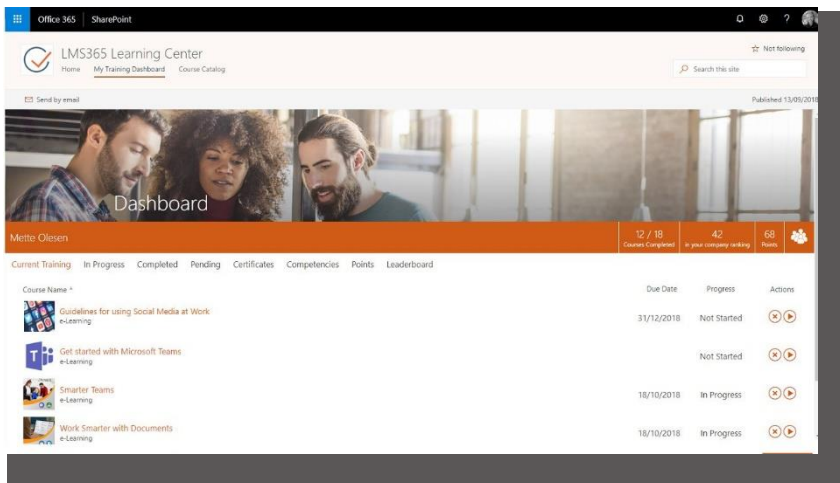 Office 365 SharePoint
Not following
LMS365 Learning Center
Home My Training Dashboard Course Catalog
Search this site
Send by email Published 13/09/2018
Dashboard
Mette Olesen
12 / 18 42 68
Courses Completed in your company ranking Points
Current Training In Progress Completed Pending Certificates Competencies Points Leaderboard
Course Name Due Date Progress Actions
Guidelines for using Social Media at Work
e-Learning
31/12/2018 Not Started
Get started with Microsoft Teams
e-Learning
Not Started
Smarter Teams
e-Learning
18/10/2018 In Progress
Work Smarter with Documents
e-Learning
18/10/2018 In Progress